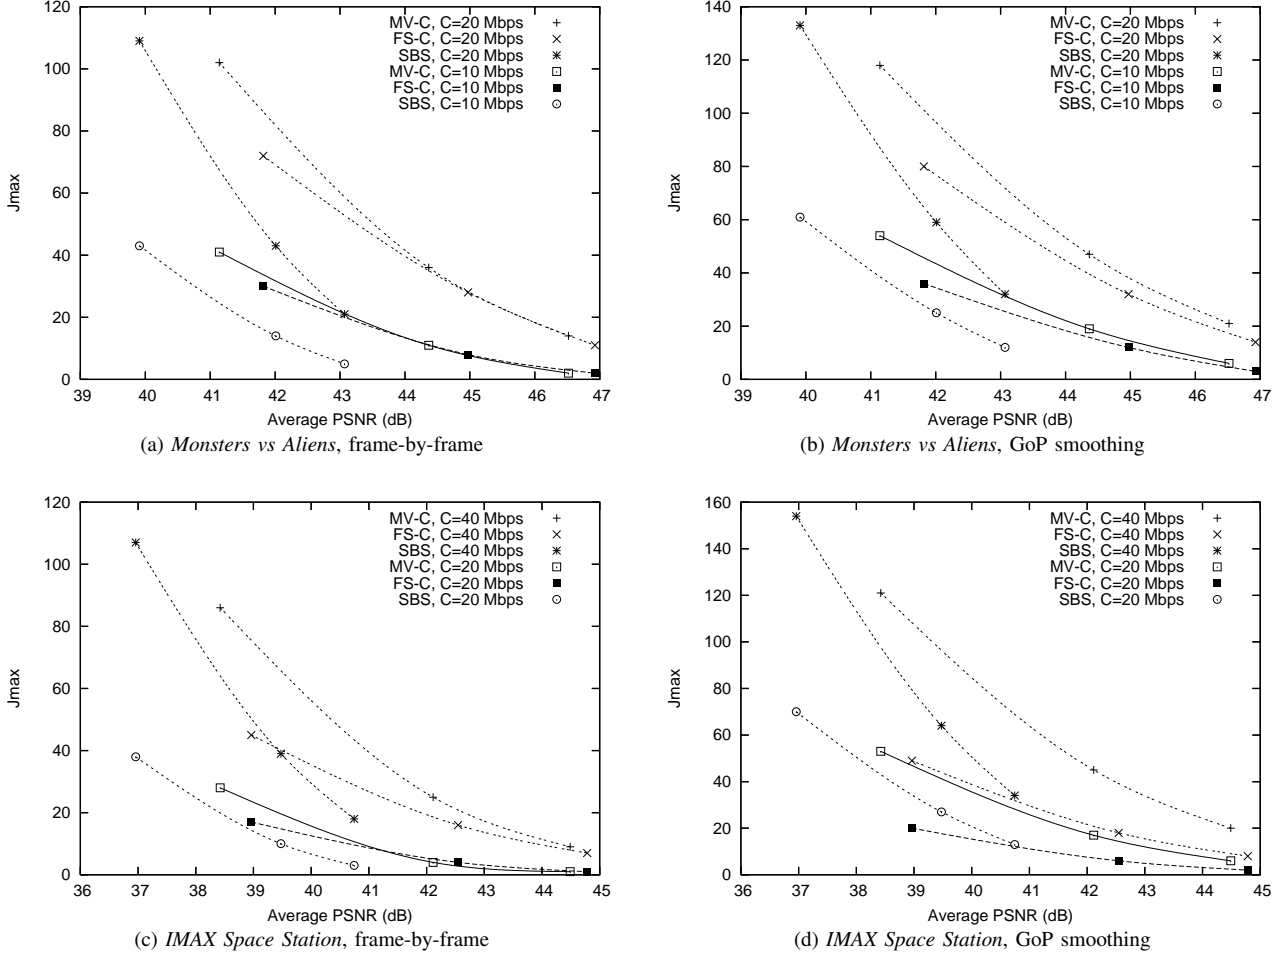 120
100
80
60
40
20
0
Jmax
MV-C, C=20 Mbps
FS-C, C=20 Mbps
SBS, C=20 Mbps
MV-C, C=10 Mbps
FS-C, C=10 Mbps
SBS, C=10 Mbps
39 40 41 42 43 44 45 46 47
Average PSNR (dB)
(a) Monsters vs Aliens, frame-by-frame
140
120
100
80
60
40
20
0
Jmax
MV-C, C=20 Mbps
FS-C, C=20 Mbps
SBS, C=20 Mbps
MV-C, C=10 Mbps
FS-C, C=10 Mbps
SBS, C=10 Mbps
39 40 41 42 43 44 45 46 47
Average PSNR (dB)
(b) Monsters vs Aliens, GoP smoothing
120
100
80
60
40
20
0
Jmax
MV-C, C=40 Mbps
FS-C, C=40 Mbps
SBS, C=40 Mbps
MV-C, C=20 Mbps
FS-C, C=20 Mbps
SBS, C=20 Mbps
36 37 38 39 40 41 42 43 44 45
Average PSNR (dB)
(c) IMAX Space Station, frame-by-frame
160
140
120
100
80
60
40
20
0
Jmax
MV-C, C=40 Mbps
FS-C, C=40 Mbps
SBS, C=40 Mbps
MV-C, C=20 Mbps
FS-C, C=20 Mbps
SBS, C=20 Mbps
36 37 38 39 40 41 42 43 44 45
Average PSNR (dB)
(d) IMAX Space Station, GoP smoothing